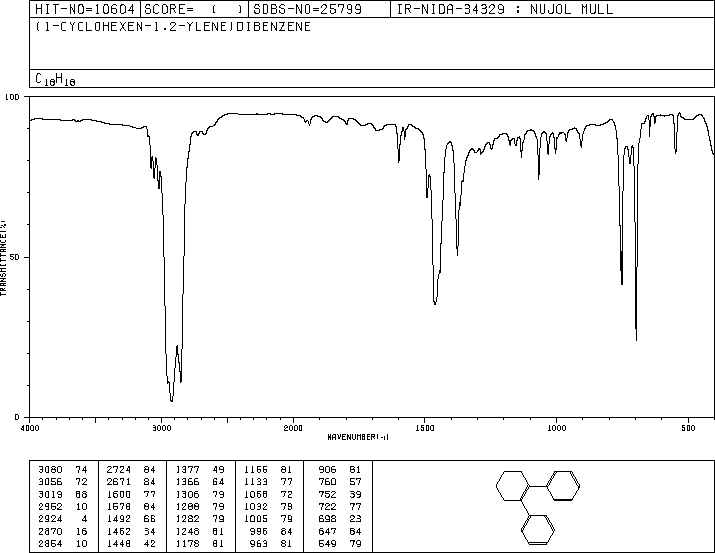 HIT-NO=10604 SCORE= ( ) SDBS-NO=25799 IR-NIDA-34329 : NUJOL MULL
(1-CYCLOHEXEN-1.2-YLENE)DIBENZENE
C18H18
100
50
0
TRANSMITTANCE(%)
4000 3000 2000 1500 1000 500
WAVENUMBER(-1)
3080 74 2724 84 1377 49 1156 81 906 81
3056 72 2671 84 1366 64 1133 77 760 57
3019 68 1600 77 1306 79 1068 72 752 39
2952 10 1578 84 1288 79 1032 79 722 77
2924 4 1492 66 1282 79 1005 79 698 23
2870 16 1462 34 1248 81 996 84 647 84
2854 10 1448 42 1178 81 963 81 549 79